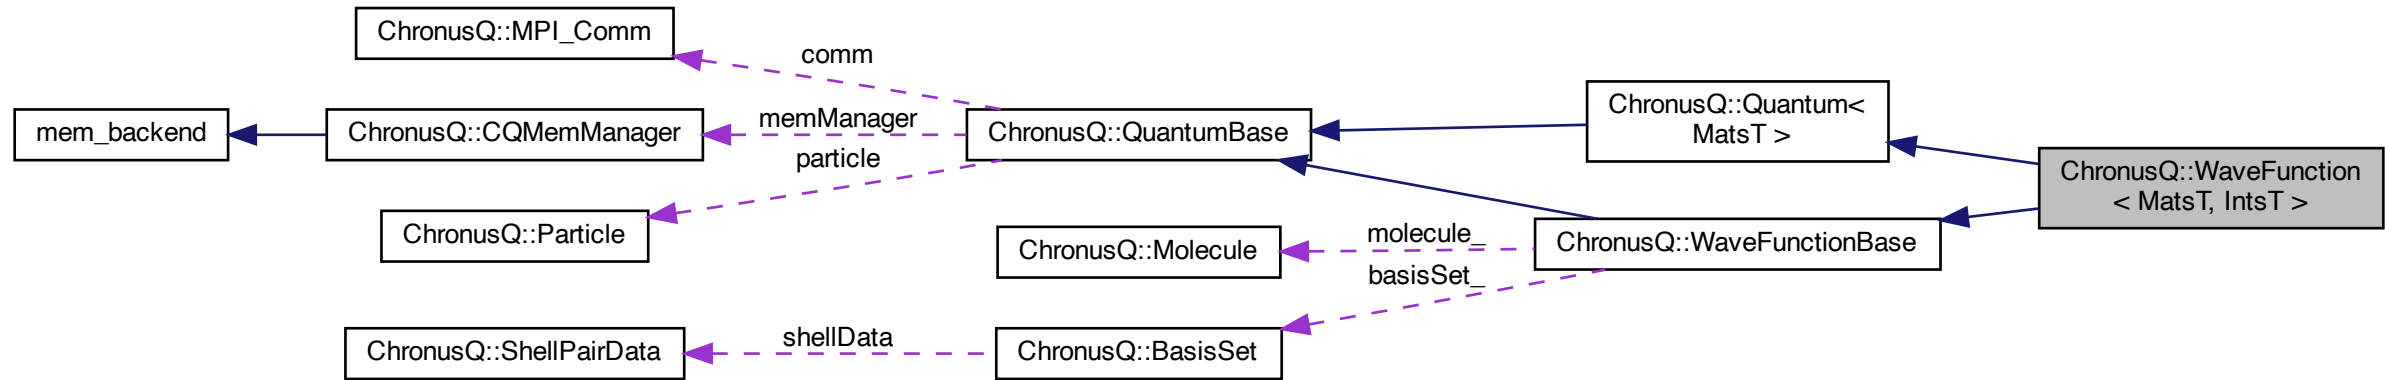 ChronusQ::MPI_Comm
comm
mem_backend
ChronusQ::CQMemManager
memManager
particle
ChronusQ::QuantumBase
ChronusQ::Quantum<
MatsT >
ChronusQ::WaveFunction
< MatsT, IntsT >
ChronusQ::Particle
ChronusQ::Molecule
molecule_
basisSet_
ChronusQ::WaveFunctionBase
ChronusQ::ShellPairData
shellData
ChronusQ::BasisSet